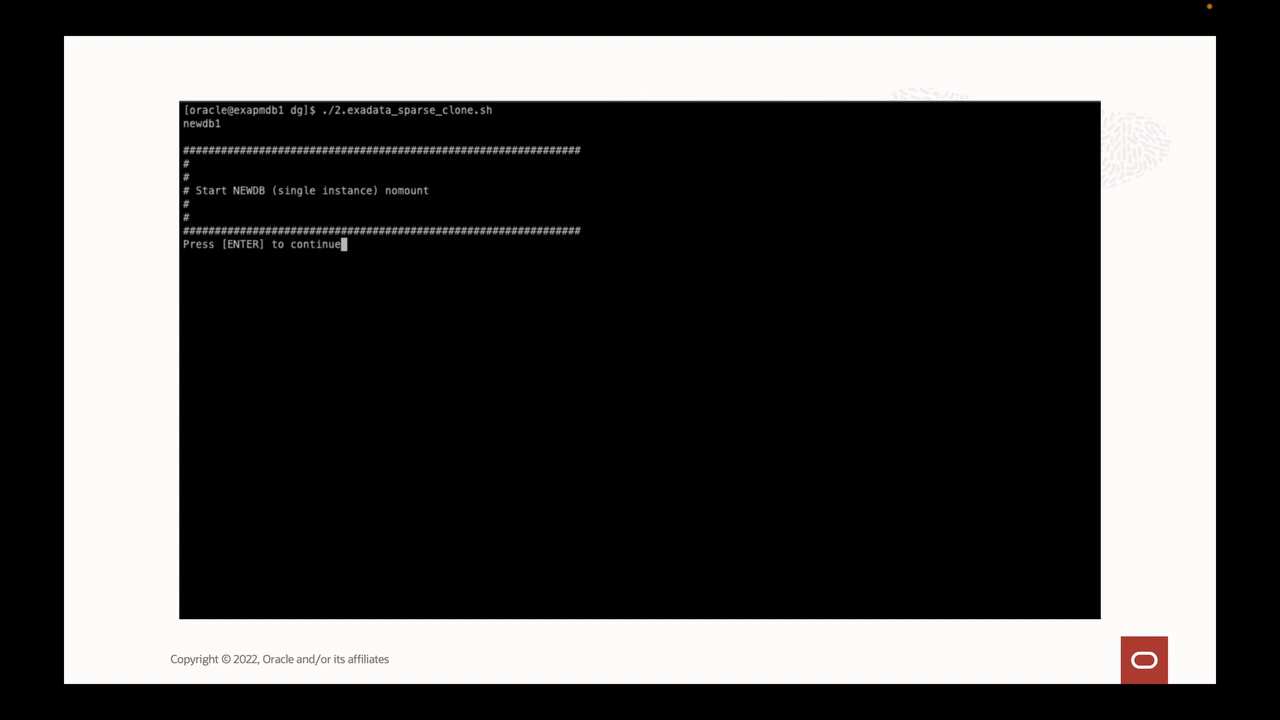 [oracle@exapmdb1 dg]$ ./2.exadata_sparse_clone.sh
newdb1
###############################################################
#
#
# Start NEWDB (single instance) nomount
#
#
###############################################################
Press [ENTER] to continue
Copyright © 2022, Oracle and/or its affiliates